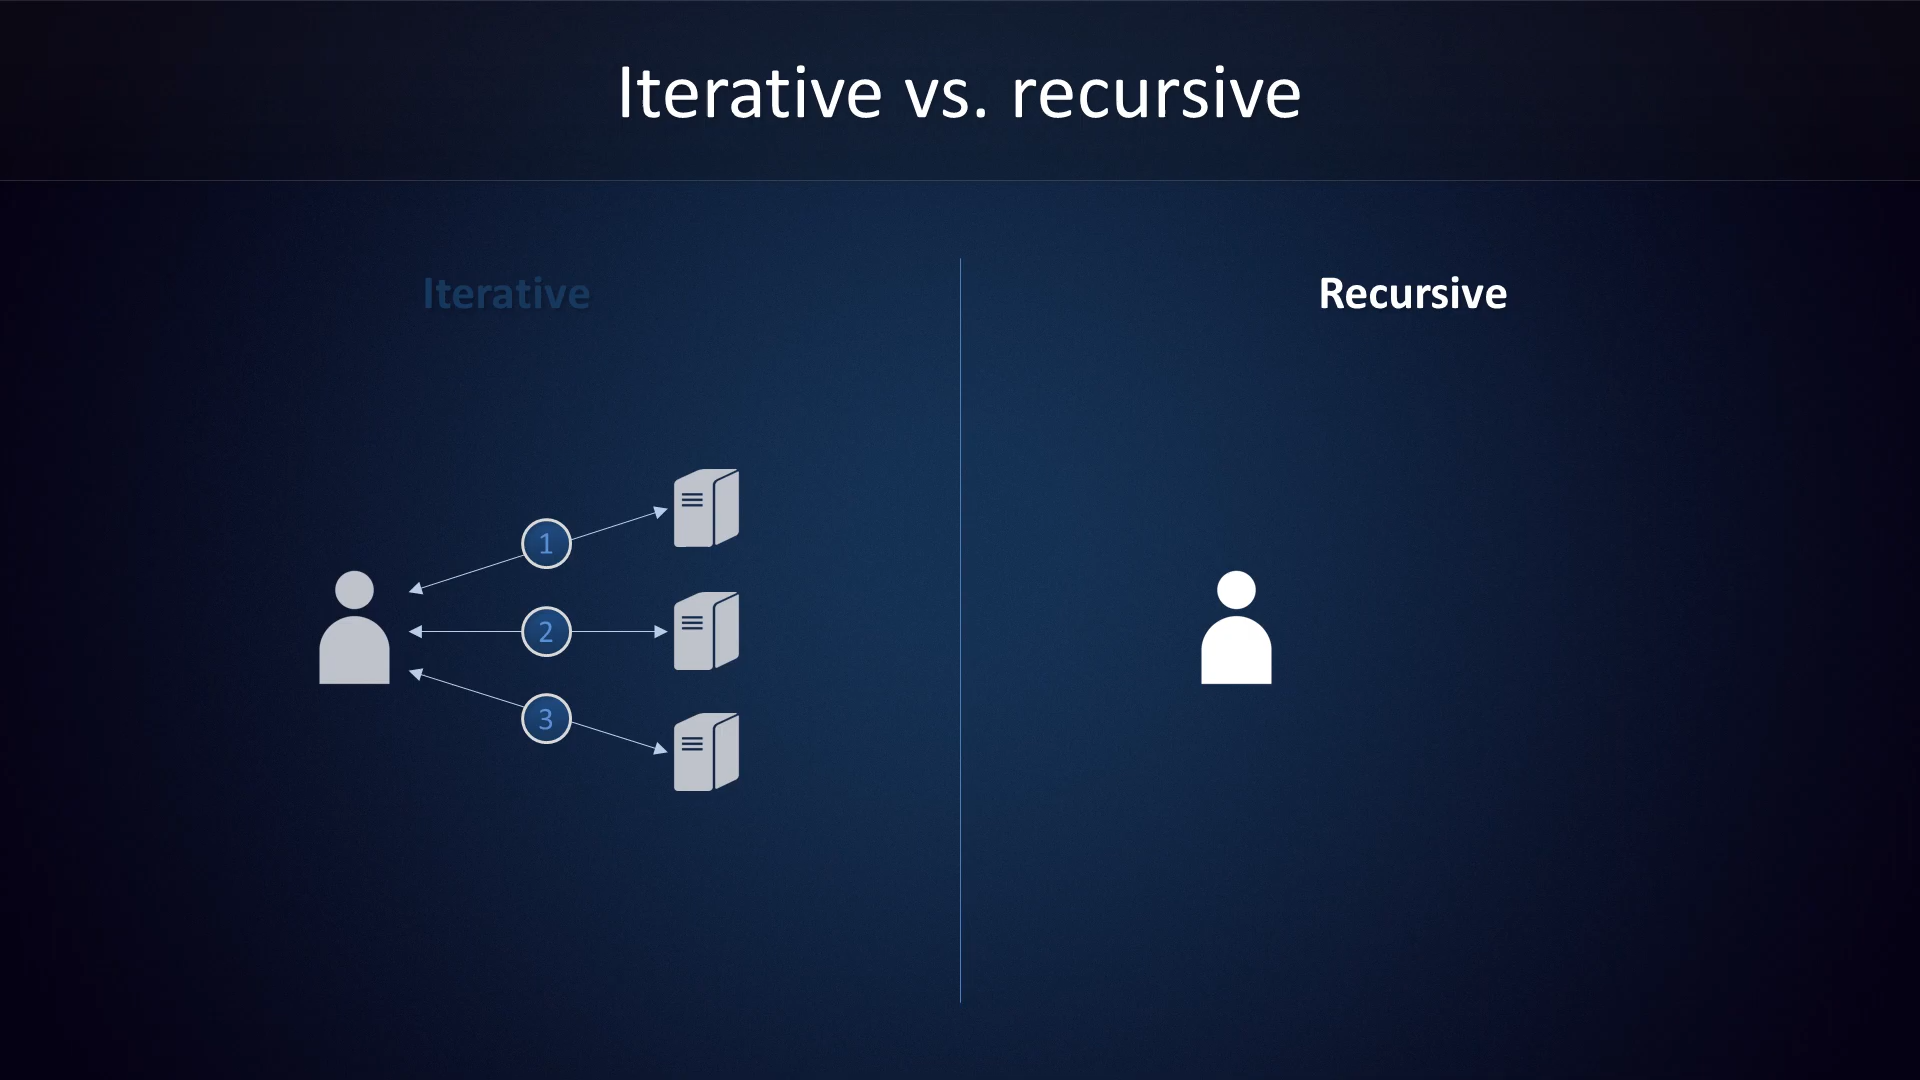 Iterative vs. recursive
Iterative
Recursive
1
2
3